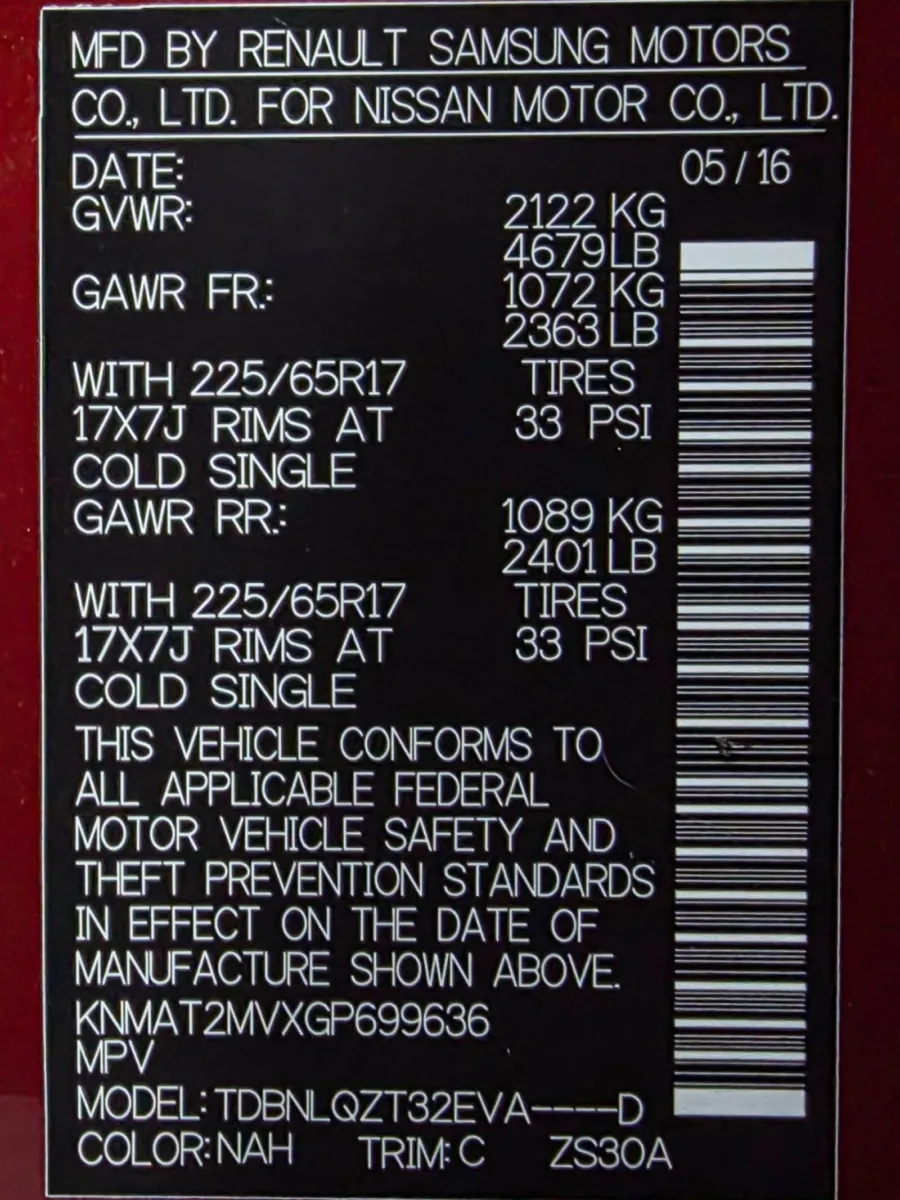 MFD BY RENAULT SAMSUNG MOTORS
CO., LTD. FOR NISSAN MOTOR CO., LTD.
DATE: 05 / 16
GVWR: 2122 KG
4679 LB
GAWR FR.: 1072 KG
2363 LB
WITH 225/65R17 TIRES
17X7J RIMS AT 33 PSI
COLD SINGLE
GAWR RR.: 1089 KG
2401 LB
WITH 225/65R17 TIRES
17X7J RIMS AT 33 PSI
COLD SINGLE
THIS VEHICLE CONFORMS TO
ALL APPLICABLE FEDERAL
MOTOR VEHICLE SAFETY AND
THEFT PREVENTION STANDARDS
IN EFFECT ON THE DATE OF
MANUFACTURE SHOWN ABOVE.
KNMAT2MVXGP699636
MPV
MODEL: TDBNLQZT32EVA----D
COLOR: NAH TRIM: C ZS30A